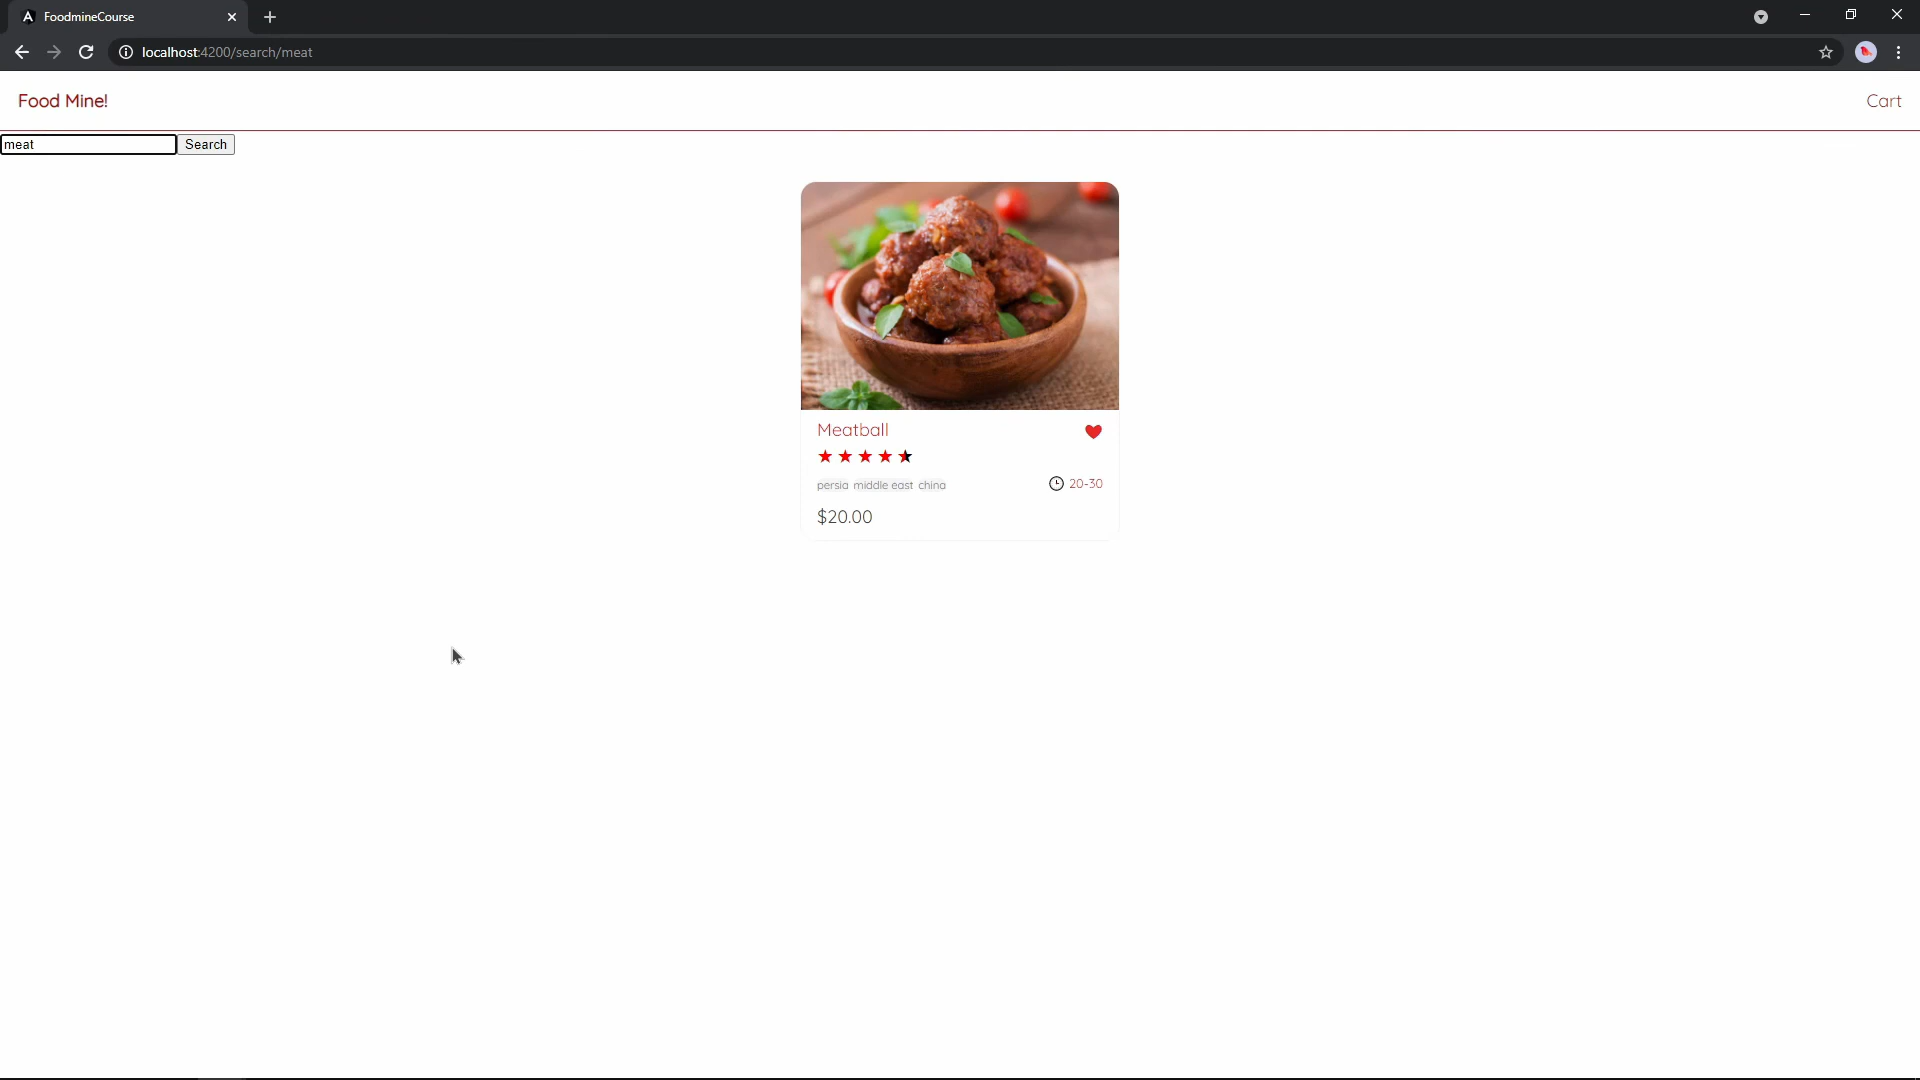 FoodmineCourse
localhost:4200/search/meat
Food Mine!
Cart
meat
Search
Meatball
persia middle east china
20-30
$20.00